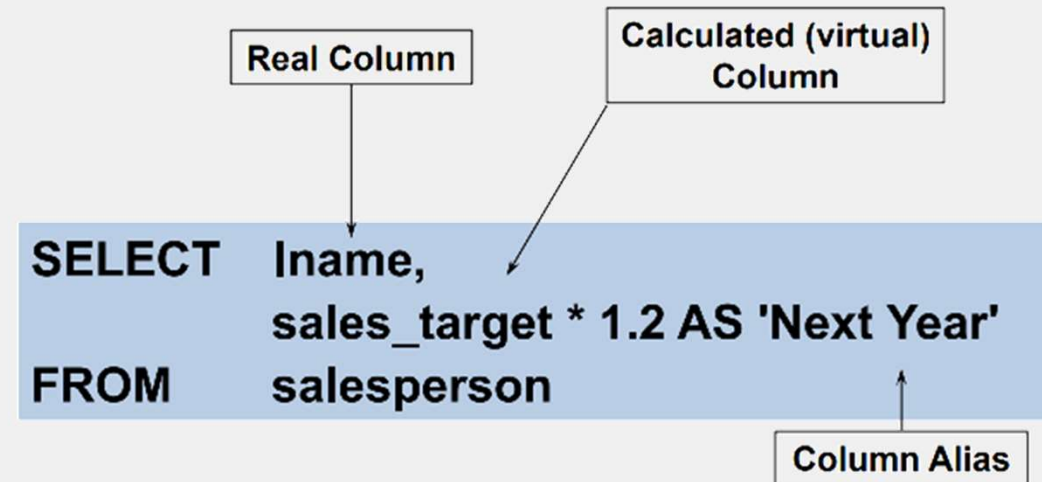 Real Column
Calculated (virtual)
Column
SELECT lname,
sales_target * 1.2 AS 'Next Year'
FROM salesperson
Column Alias